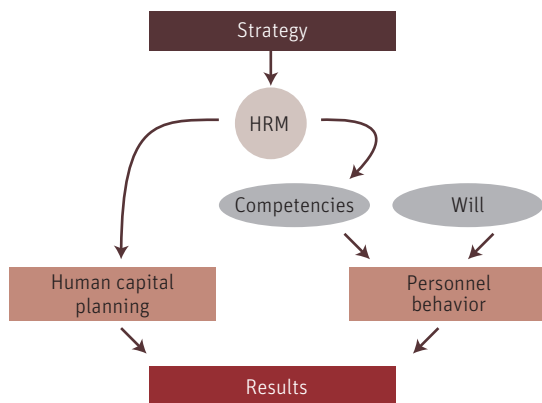 Strategy
HRM
Competencies
Will
Human capital
planning
Personnel
behavior
Results